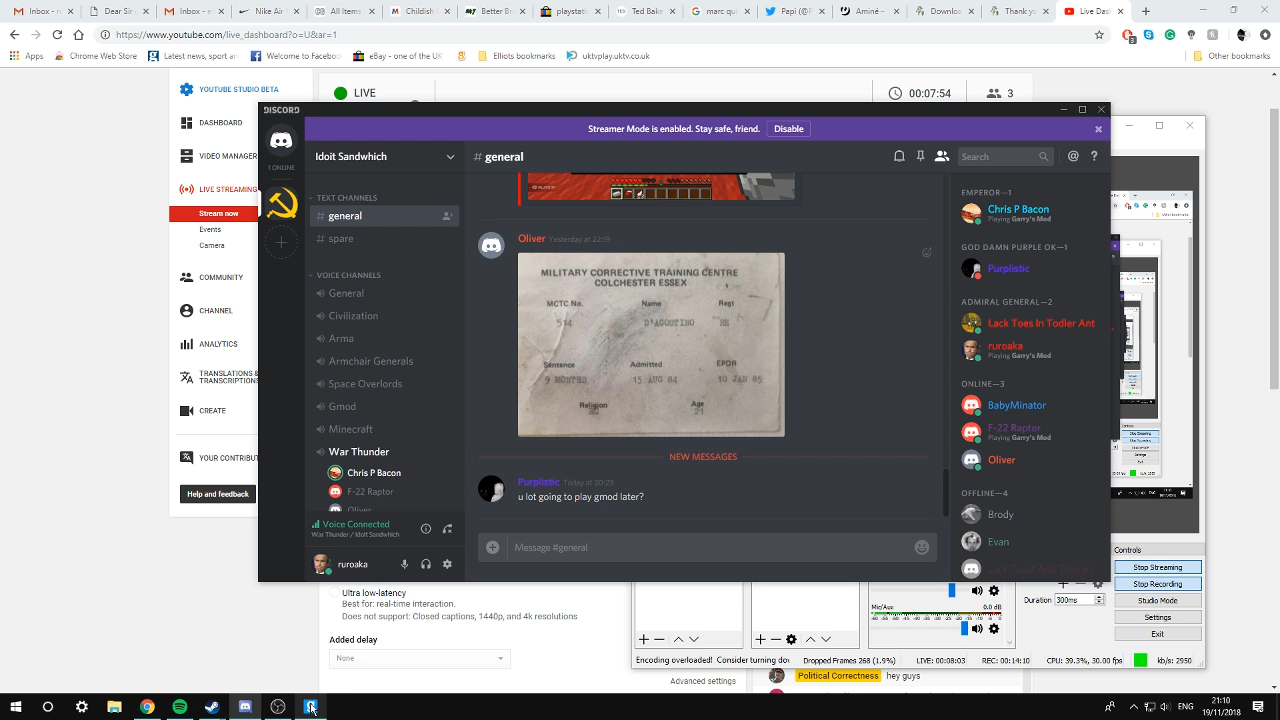 Inbox -
Dear Sir
Inbox - r
Nike Air
All Items
Childish
Better Br
playstati
Ted Bake
marc qui
Papi (@
Aminé –
Downloa
Thank yo
Live Das
https://www.youtube.com/live_dashboard?o=U&ar=1
Apps
Chrome Web Store
Latest news, sport an
Welcome to Facebook
eBay - one of the UK
Elliots bookmarks
uktvplay.uktv.co.uk
Other bookmarks
YOUTUBE STUDIO BETA
DASHBOARD
VIDEO MANAGER
LIVE STREAMING
Stream now
Events
Camera
COMMUNITY
CHANNEL
ANALYTICS
TRANSLATIONS &
TRANSCRIPTIONS
CREATE
YOUR CONTRIBUT
Help and feedback
LIVE
00:07:54
3
DISCORD
Streamer Mode is enabled. Stay safe, friend.
Disable
1 ONLINE
Idoit Sandwhich
TEXT CHANNELS
# general
# spare
VOICE CHANNELS
General
Civilization
Arma
Armchair Generals
Space Overlords
Gmod
Minecraft
War Thunder
Chris P Bacon
F-22 Raptor
Oliver
Voice Connected
War Thunder / Idoit Sandwhich
ruroaka
# general
Search
Oliver Yesterday at 22:19
MILITARY CORRECTIVE TRAINING CENTRE
COLCHESTER ESSEX
MCTC No. Name Regt
514 D'AGOSTINO RE
Sentence Admitted EPDR
9 MONTHS 15 AUG 84 10 JAN 85
Religion Age
21
NEW MESSAGES
Purplistic Today at 20:23
u lot going to play gmod later?
Message #general
EMPEROR—1
Chris P Bacon
Playing Garry's Mod
GOD DAMN PURPLE OK—1
Purplistic
ADMIRAL GENERAL—2
Lack Toes In Todler Ant
ruroaka
Playing Garry's Mod
ONLINE—3
BabyMinator
F-22 Raptor
Playing Garry's Mod
Oliver
OFFLINE—4
Brody
Evan
Ultra low-latency
Best for: real-time interaction.
Does not support: Closed captions, 1440p, and 4k resolutions
Added delay
None
Advanced settings
Political Correctness hey guys
Mic/Aux
0.0 dB
Duration 300ms
Controls
Stop Streaming
Stop Recording
Studio Mode
Settings
Exit
Encoding overloaded! Consider turning dov
Dropped Frames 268 (1.9%)
LIVE: 00:08:03
REC: 00:14:10
CPU: 39.3%, 30.00 fps
kb/s: 2950
21:10
19/11/2018